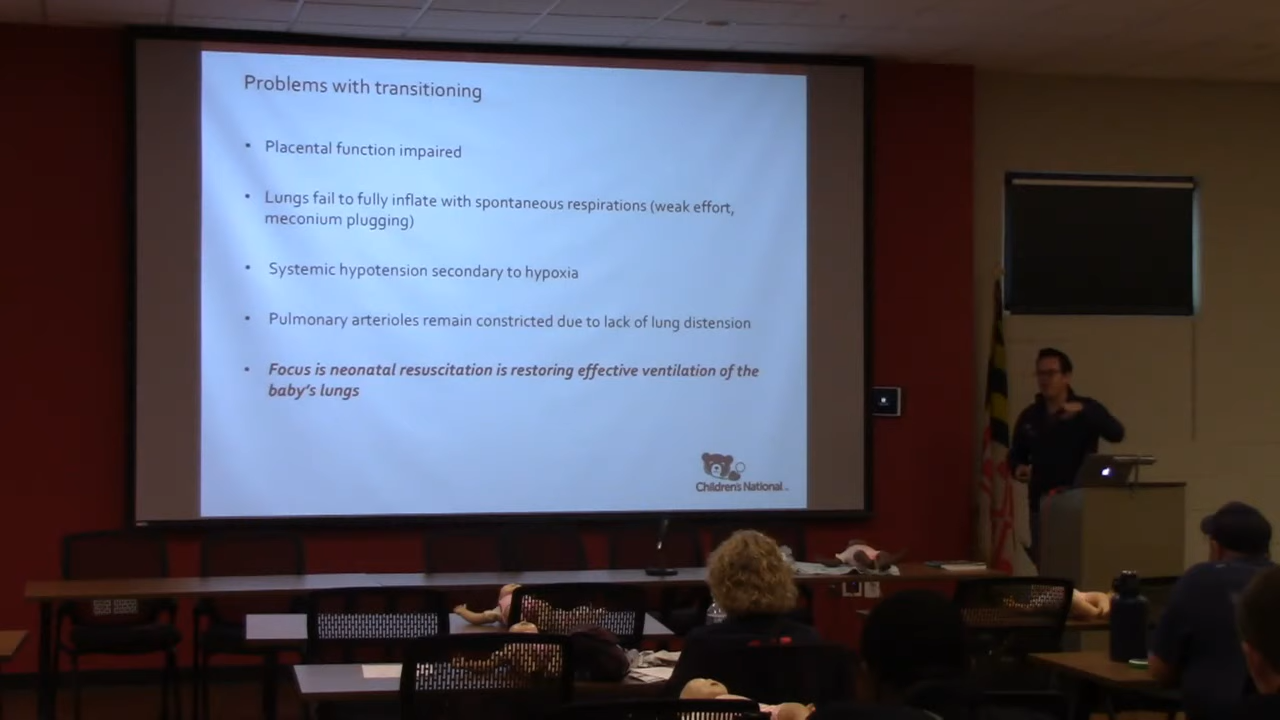 Problems with transitioning
• Placental function impaired
• Lungs fail to fully inflate with spontaneous respirations (weak effort,
meconium plugging)
• Systemic hypotension secondary to hypoxia
• Pulmonary arterioles remain constricted due to lack of lung distension
• Focus is neonatal resuscitation is restoring effective ventilation of the
baby's lungs
Children's National